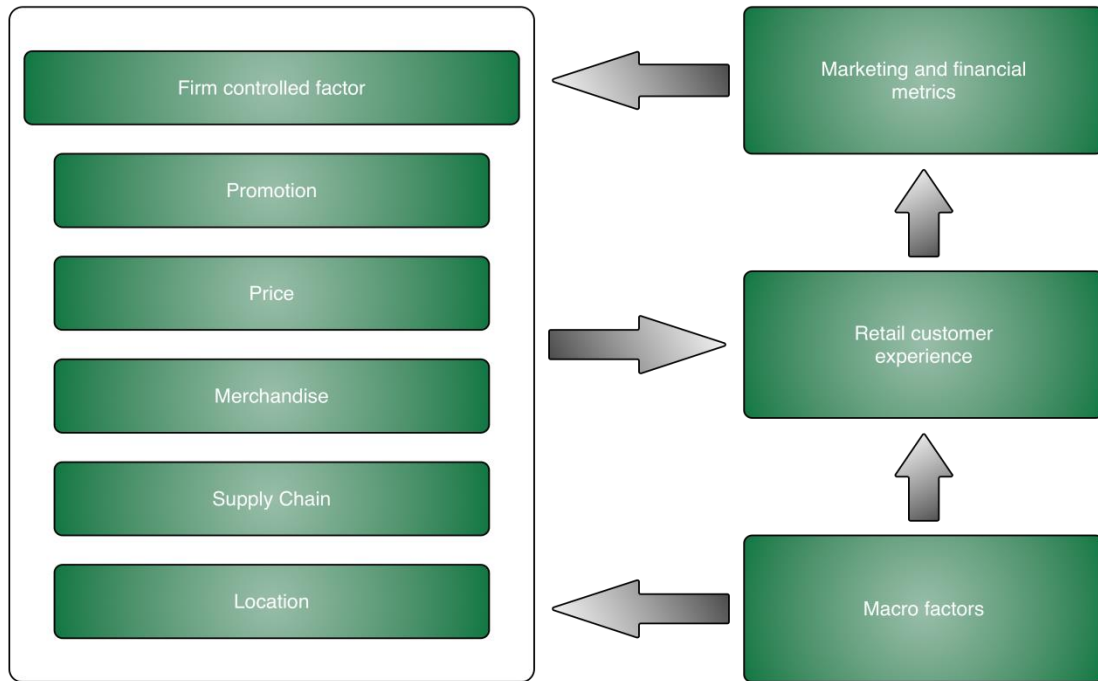 Firm controlled factor
Promotion
Price
Merchandise
Supply Chain
Location
Marketing and financial
metrics
Retail customer
experience
Macro factors